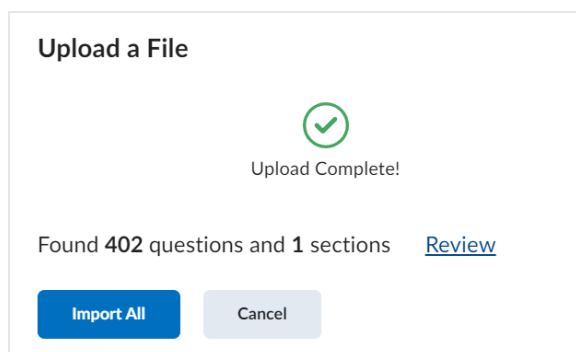 Upload a File
Upload Complete!
Found 402 questions and 1 sections Review
Import All Cancel